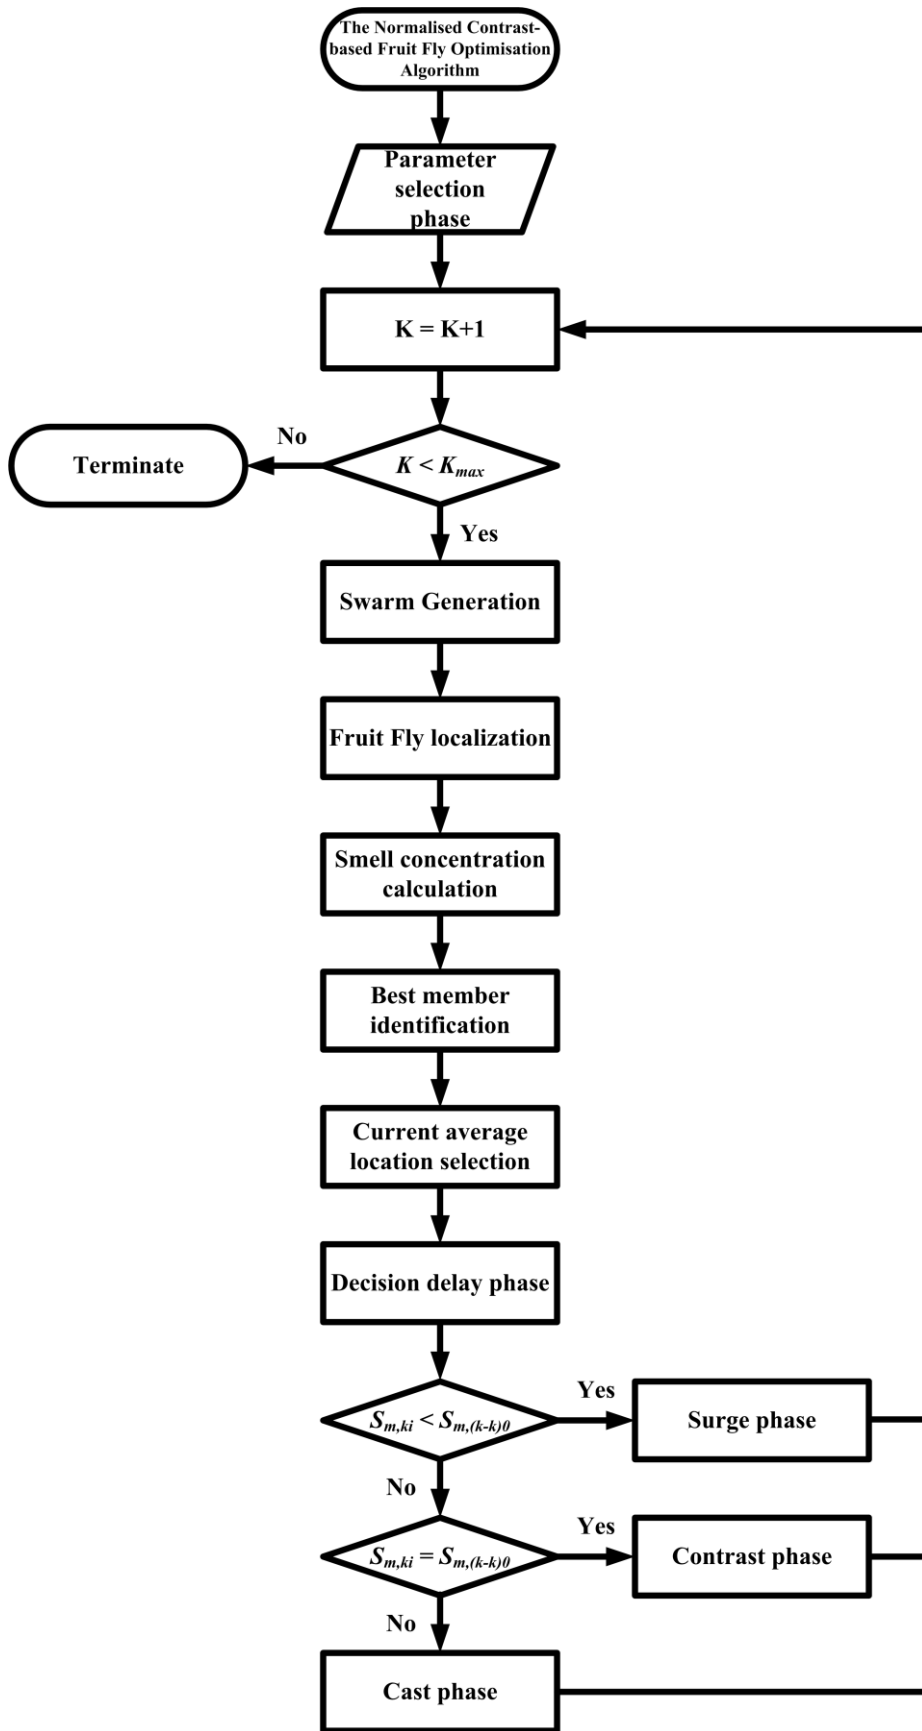 The Normalised Contrast-
based Fruit Fly Optimisation
Algorithm
Parameter
selection
phase
K = K+1
No
Terminate
K < Kmax
Yes
Swarm Generation
Fruit Fly localization
Smell concentration
calculation
Best member
identification
Current average
location selection
Decision delay phase
Sm,ki < Sm,(k-k)0
Yes
Surge phase
No
Sm,ki = Sm,(k-k)0
Yes
Contrast phase
No
Cast phase